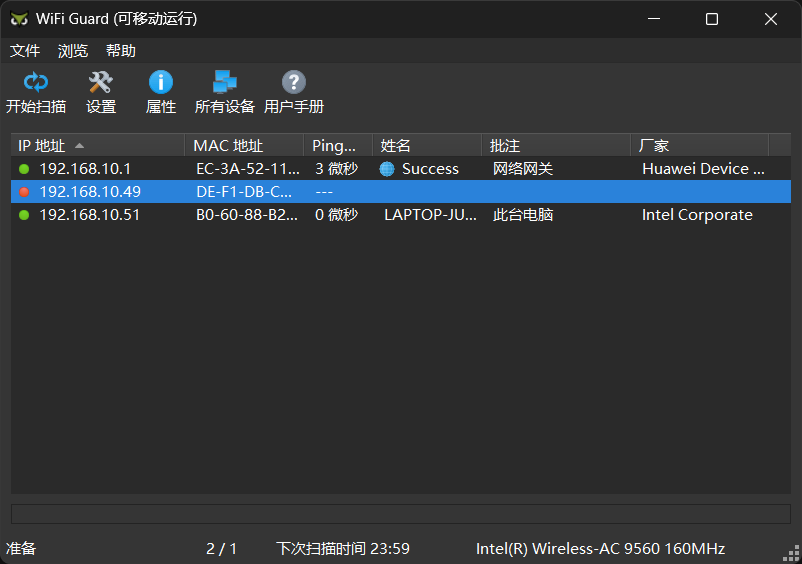 WiFi Guard (可移动运行)
文件 浏览 帮助
开始扫描 设置 属性 所有设备 用户手册
IP 地址 MAC 地址 Ping... 姓名 批注 厂家
192.168.10.1 EC-3A-52-11... 3 微秒 Success 网络网关 Huawei Device ...
192.168.10.49 DE-F1-DB-C... ---
192.168.10.51 B0-60-88-B2... 0 微秒 LAPTOP-JU... 此台电脑 Intel Corporate
准备 2 / 1 下次扫描时间 23:59 Intel(R) Wireless-AC 9560 160MHz